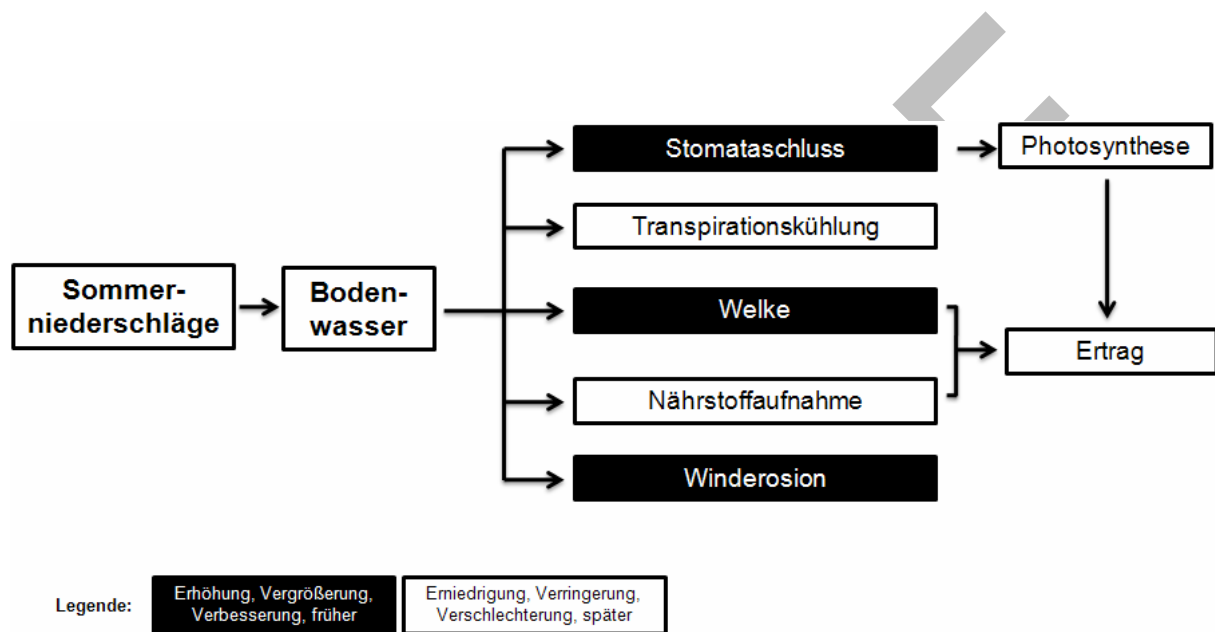 Stomataschluss
Photosynthese
Transpirationskühlung
Sommer-
niederschläge
Boden-
wasser
Welke
Ertrag
Nährstoffaufnahme
Winderosion
Legende:
Erhöhung, Vergrößerung,
Verbesserung, früher
Erniedrigung, Verringerung,
Verschlechterung, später